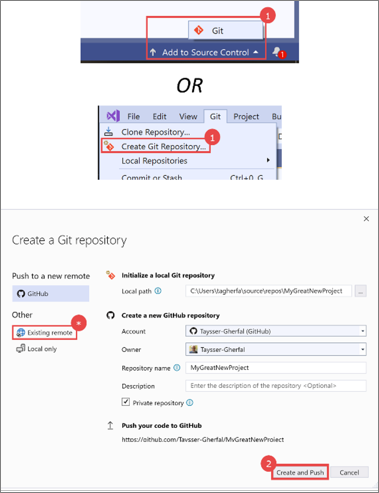 1
Git
Add to Source Control
1
OR
File Edit View Git Project
Clone Repository...
1
Create Git Repository...
Local Repositories
Commit or Stash Ctrl+0, G
Create a Git repository
Push to a new remote
GitHub
Other
*
Existing remote
Local only
Initialize a local Git repository
Local path C:\Users\tagherfa\source\repos\MyGreatNewProject ...
Create a new GitHub repository
Account Taysser-Gherfal (GitHub)
Owner Taysser-Gherfal
Repository name MyGreatNewProject
Description Enter the description of the repository <Optional>
Private repository
Push your code to GitHub
https://github.com/Taysser-Gherfal/MyGreatNewProject
2
Create and Push Cancel